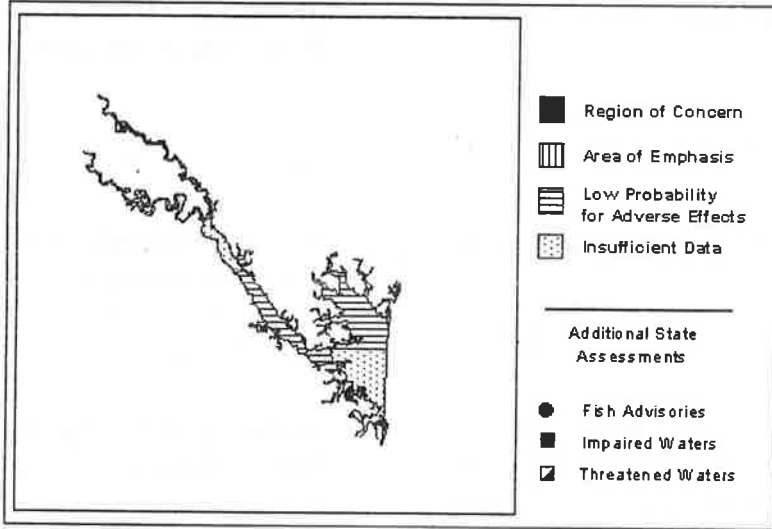 Region of Concern
Area of Emphasis
Low Probability
for Adverse Effects
Insufficient Data
Additional State
Assessments
Fish Advisories
Impaired Waters
Threatened Waters